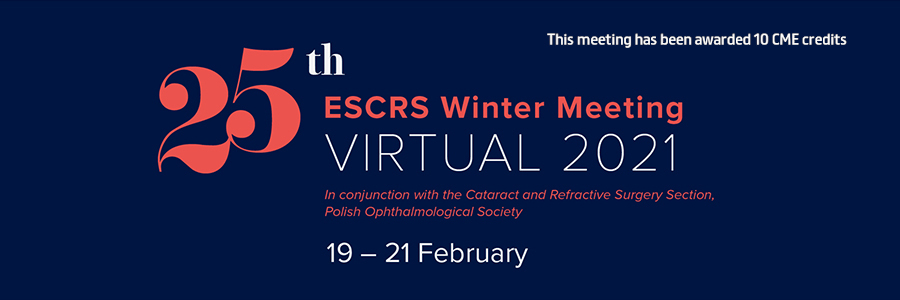 This meeting has been awarded 10 CME credits
25th
ESCRS Winter Meeting
VIRTUAL 2021
In conjunction with the Cataract and Refractive Surgery Section,
Polish Ophthalmological Society
19 – 21 February